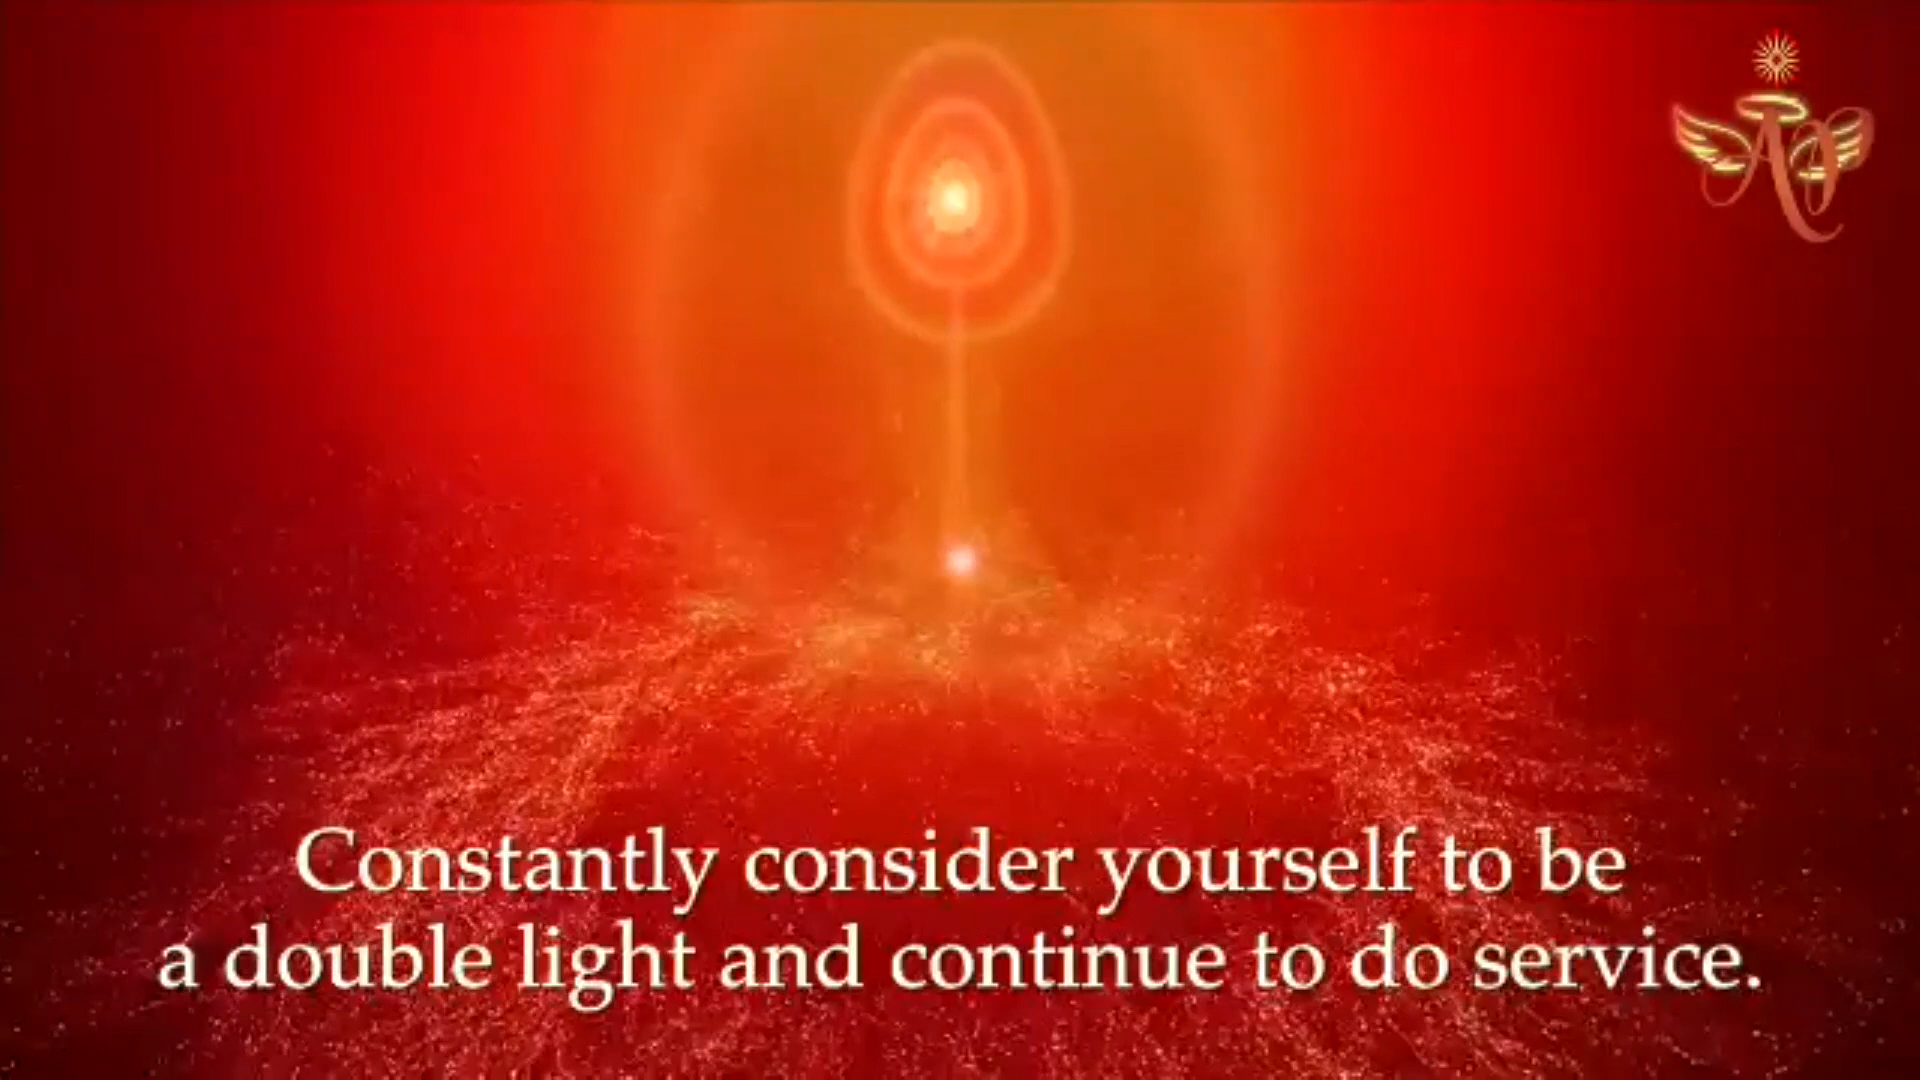 Constantly consider yourself to be
a double light and continue to do service.